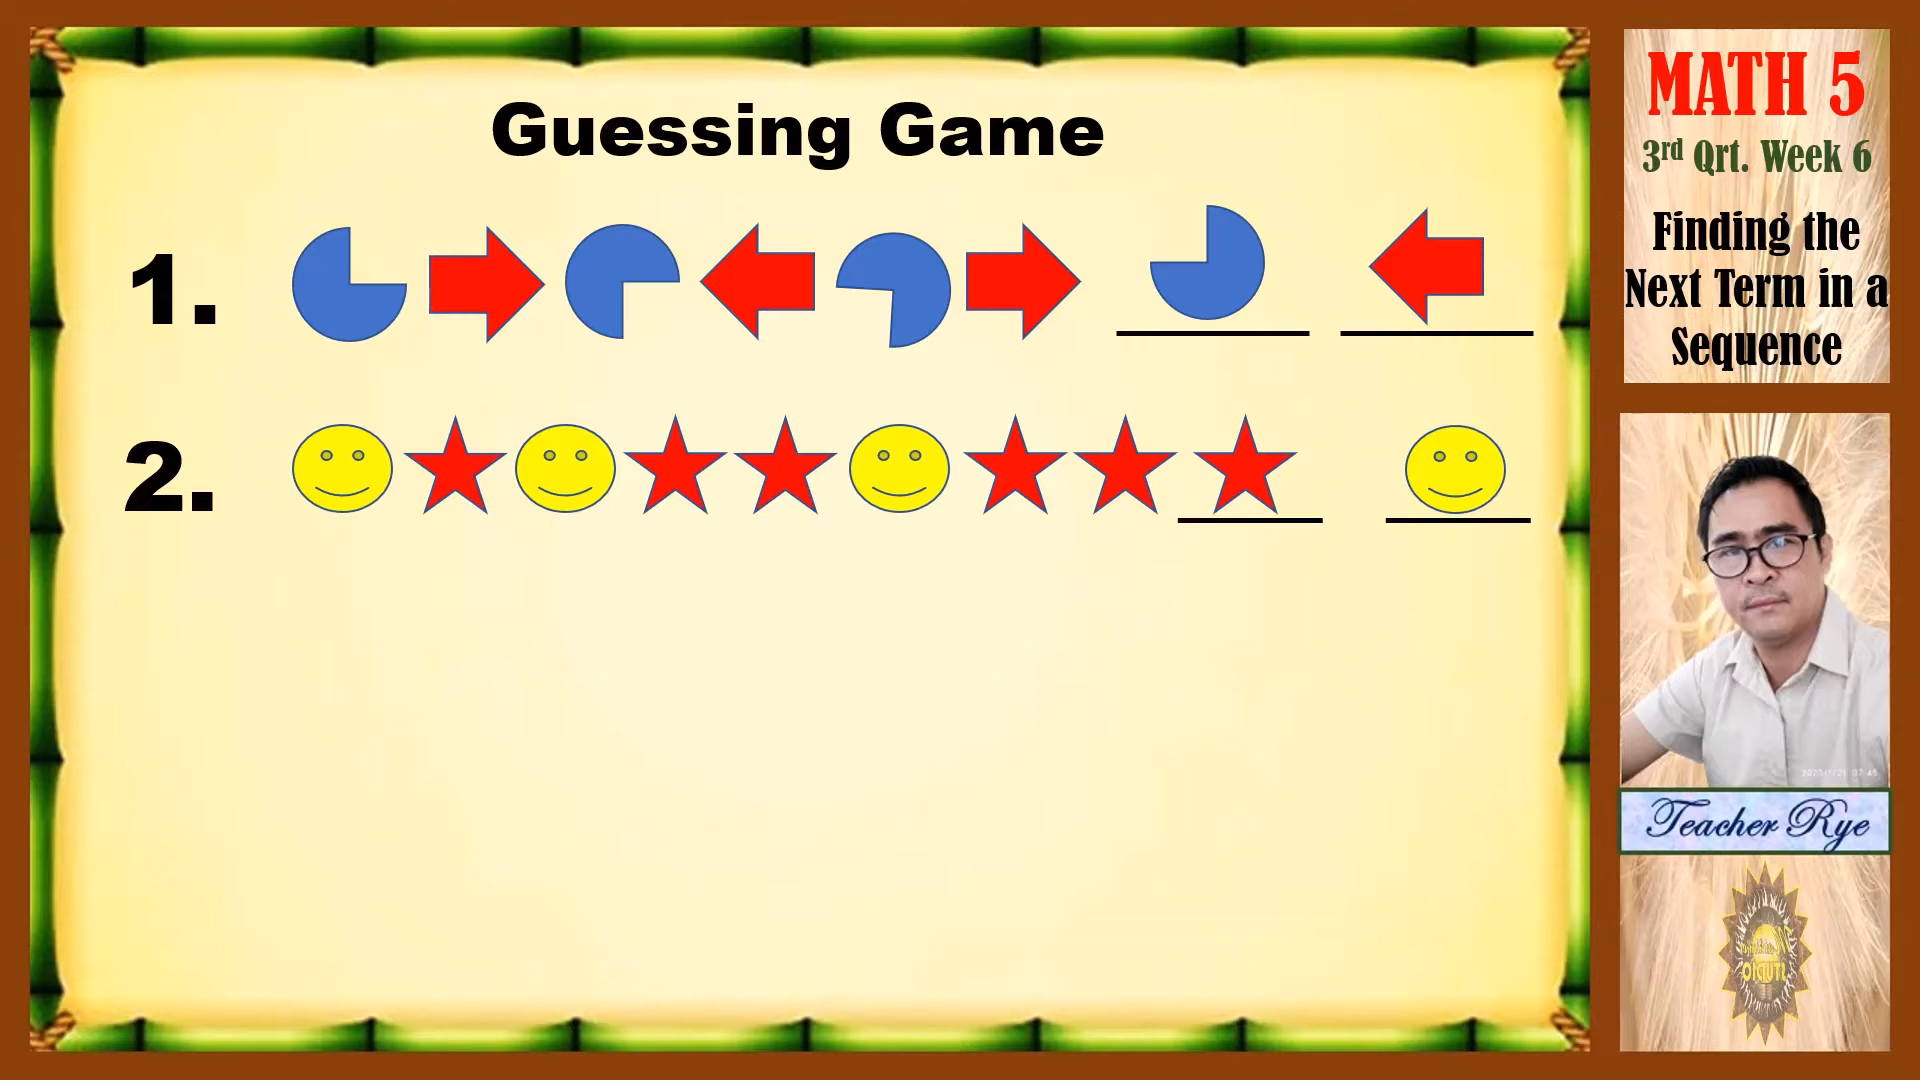 Guessing Game
1.
2.
MATH 5
3rd Qrt. Week 6
Finding the
Next Term in a
Sequence
Teacher Rye